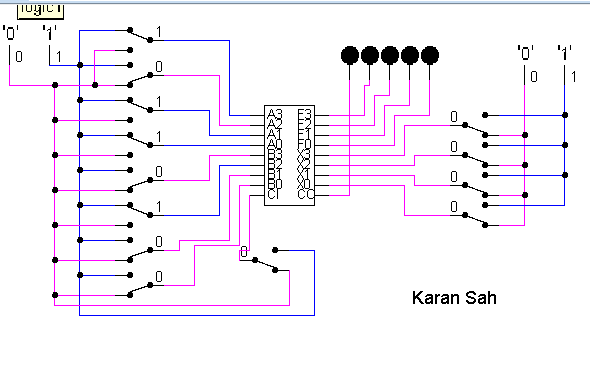 logic1
'0' '1'
0 1
1
0
1
1
0
1
0
0
0
A3 F3
A2 F2
A1 F1
A0 F0
B3 X3
B2 X2
B1 X1
B0 X0
CI CO
'0' '1'
0 1
0
0
0
0
Karan Sah